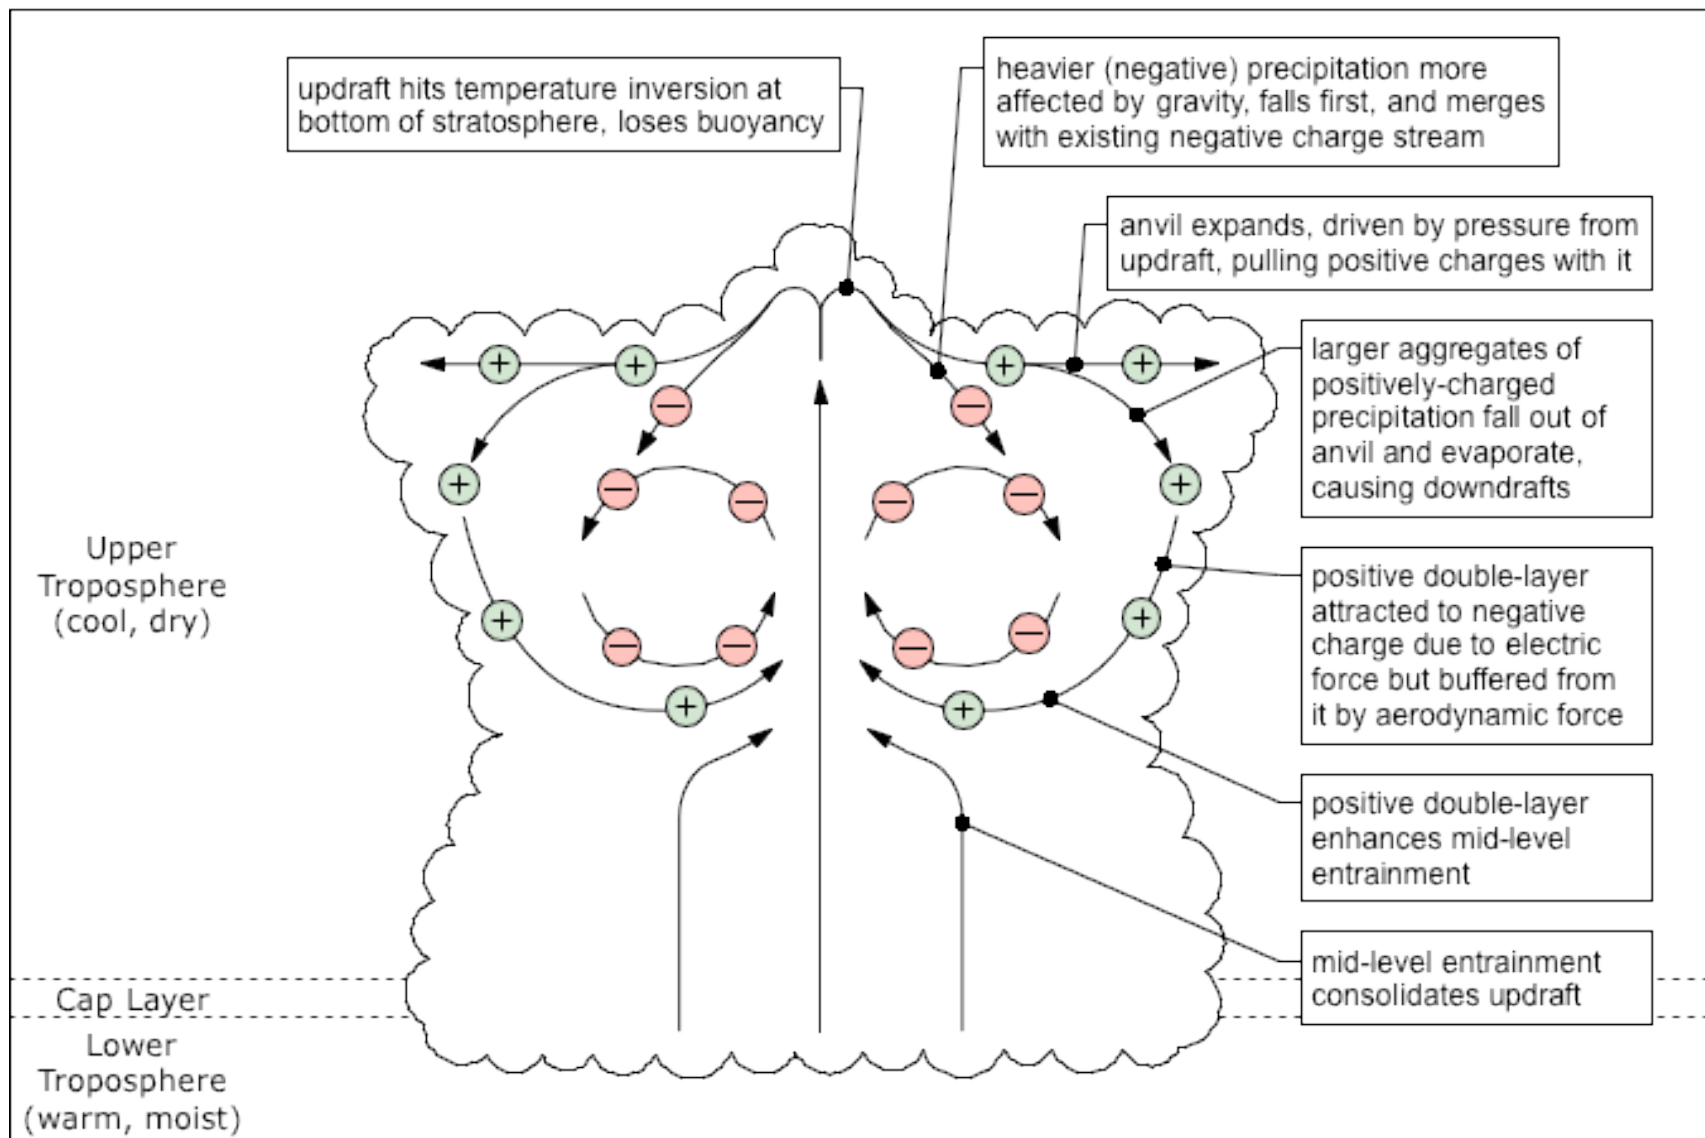 updraft hits temperature inversion at
bottom of stratosphere, loses buoyancy
heavier (negative) precipitation more
affected by gravity, falls first, and merges
with existing negative charge stream
anvil expands, driven by pressure from
updraft, pulling positive charges with it
larger aggregates of
positively-charged
precipitation fall out of
anvil and evaporate,
causing downdrafts
positive double-layer
attracted to negative
charge due to electric
force but buffered from
it by aerodynamic force
positive double-layer
enhances mid-level
entrainment
mid-level entrainment
consolidates updraft
Upper
Troposphere
(cool, dry)
Cap Layer
Lower
Troposphere
(warm, moist)